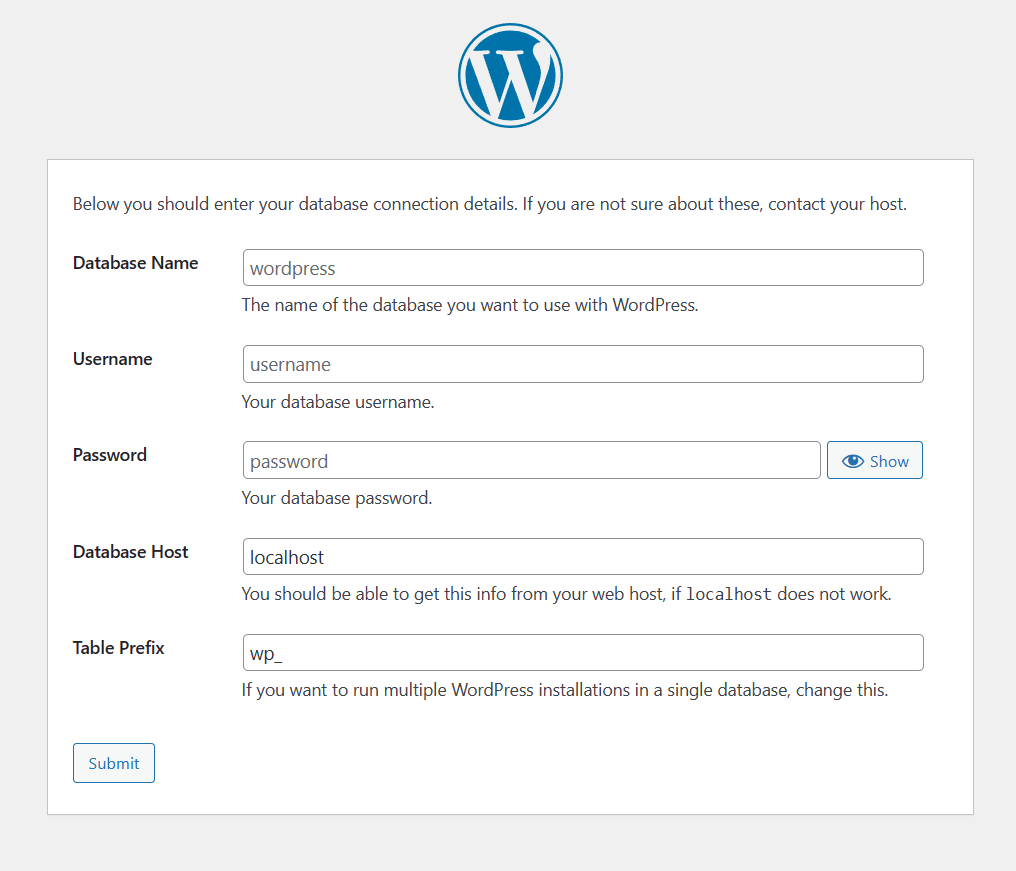 Below you should enter your database connection details. If you are not sure about these, contact your host.
Database Name
wordpress
The name of the database you want to use with WordPress.
Username
username
Your database username.
Password
password
Show
Your database password.
Database Host
localhost
You should be able to get this info from your web host, if localhost does not work.
Table Prefix
wp_
If you want to run multiple WordPress installations in a single database, change this.
Submit